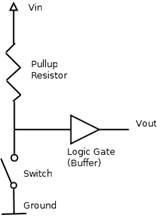 Vin
Pullup
Resistor
Vout
Logic Gate
(Buffer)
Switch
Ground